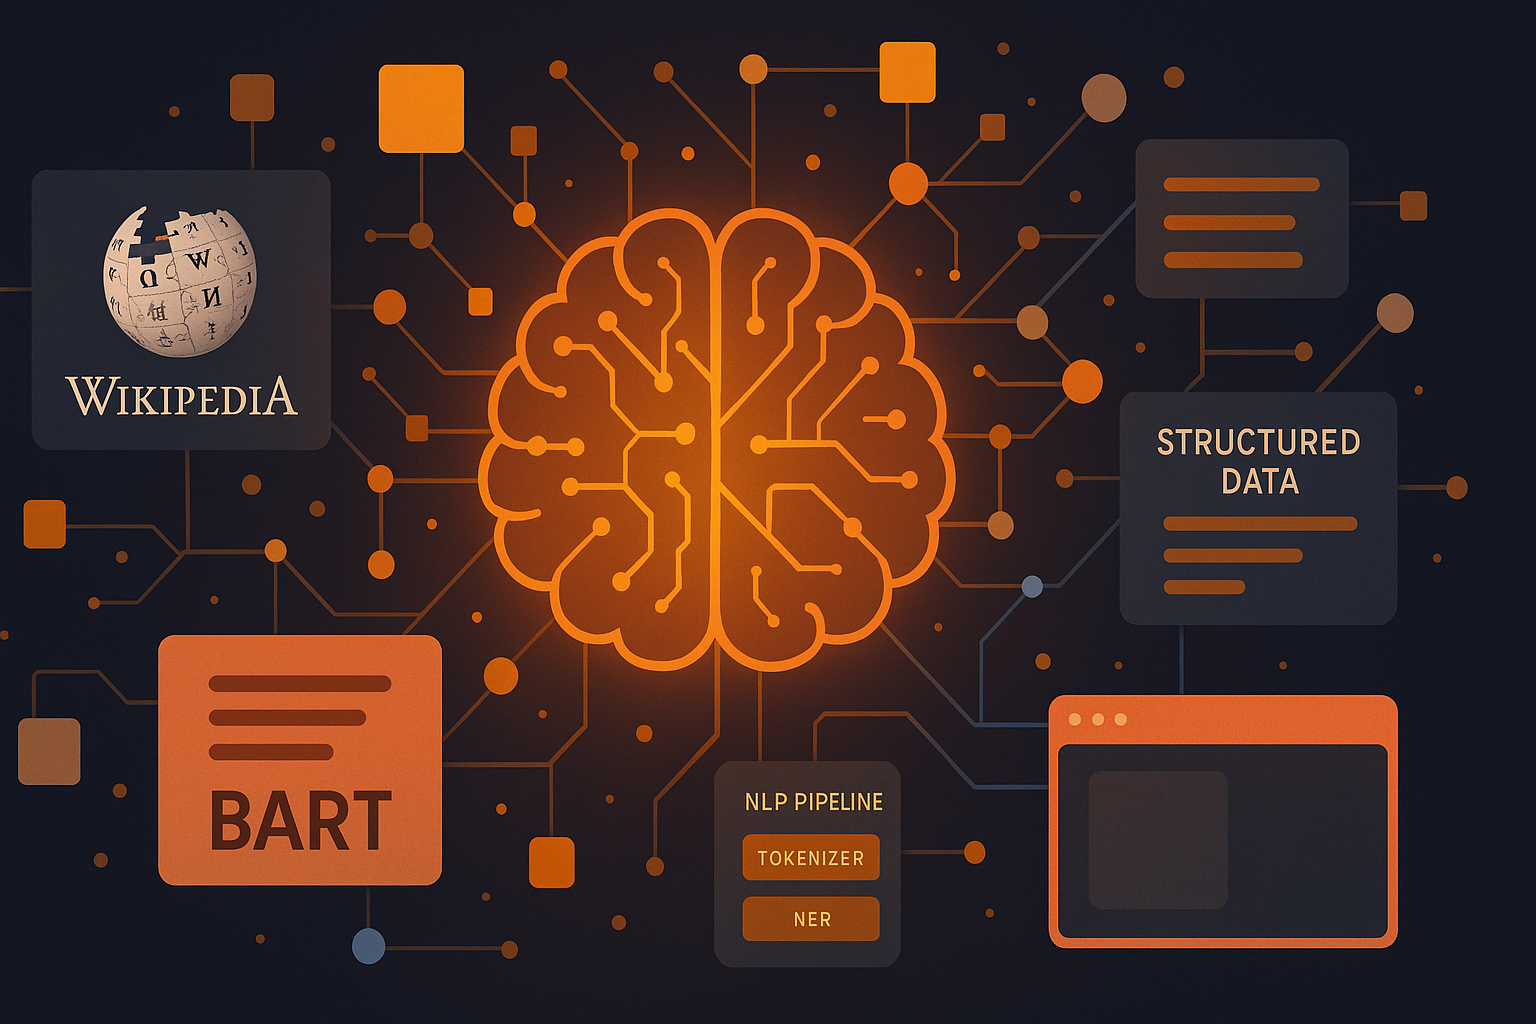 Ω W И
WIKIPEDIA
STRUCTURED
DATA
BART
NLP PIPELINE
TOKENIZER
NER